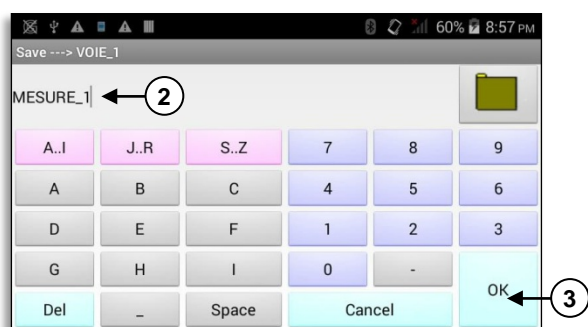 60% 8:57 PM
Save ---> VOIE_1
MESURE_1
2
A..I J..R S..Z 7 8 9
A B C 4 5 6
D E F 1 2 3
G H I 0 - OK
3
Del _ Space Cancel